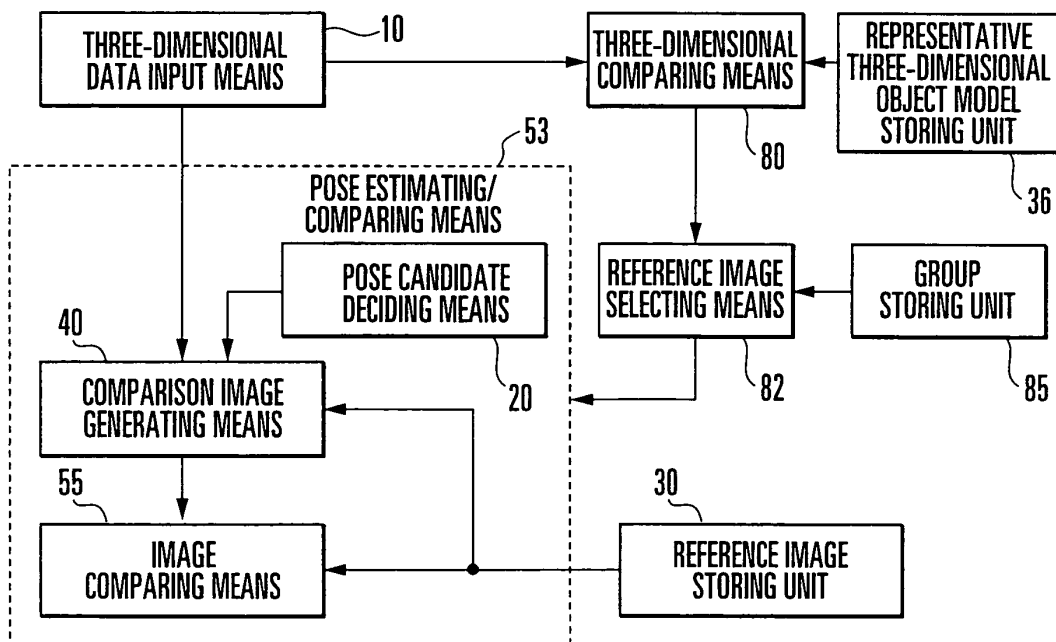 THREE-DIMENSIONAL
DATA INPUT MEANS
10
THREE-DIMENSIONAL
COMPARING MEANS
80
REPRESENTATIVE
THREE-DIMENSIONAL
OBJECT MODEL
STORING UNIT
36
53
POSE ESTIMATING/
COMPARING MEANS
POSE CANDIDATE
DECIDING MEANS
20
REFERENCE IMAGE
SELECTING MEANS
82
GROUP
STORING UNIT
85
40
COMPARISON IMAGE
GENERATING MEANS
55
IMAGE
COMPARING MEANS
30
REFERENCE IMAGE
STORING UNIT